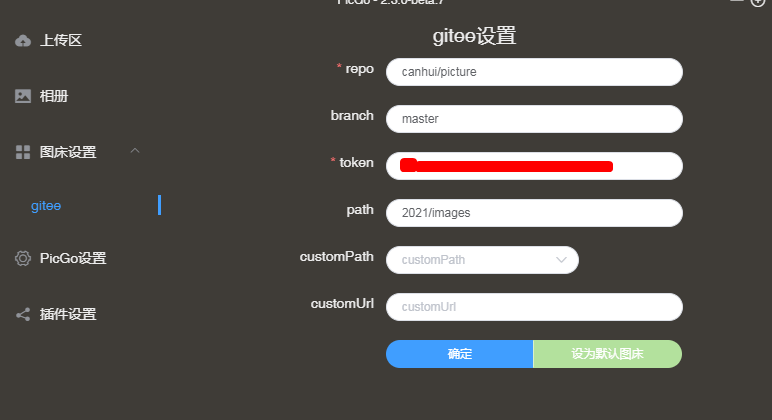 PicGo - 2.3.0-beta.7
gitee设置
上传区
相册
图床设置
gitee
PicGo设置
插件设置
* repo
canhui/picture
branch
master
* token
path
2021/images
customPath
customPath
customUrl
customUrl
确定
设为默认图床